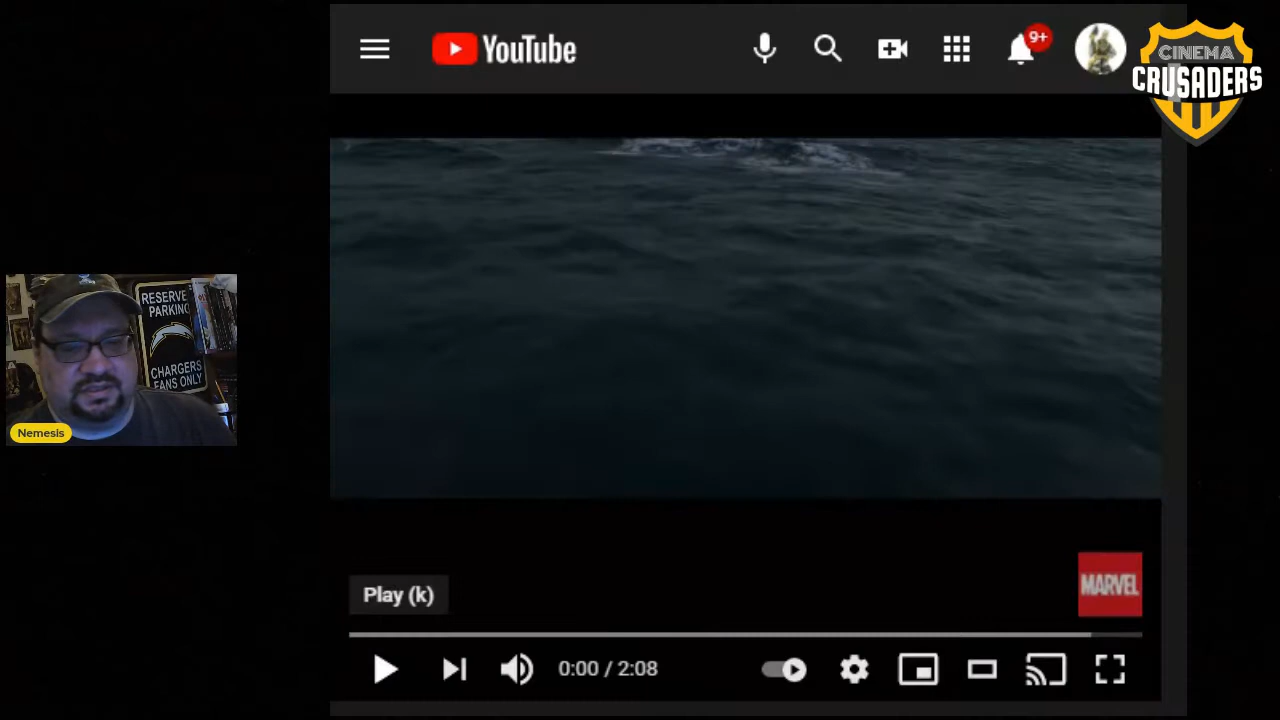 YouTube
9+
CINEMA
CRUSADERS
RESERVE
PARKING
CHARGERS
FANS ONLY
Nemesis
Play (k)
MARVEL
0:00 / 2:08